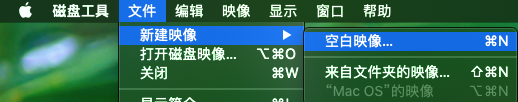 磁盘工具 文件 编辑 映像 显示 窗口 帮助
新建映像 ▶
空白映像... ⌘N
打开磁盘映像... ⌥⌘O
关闭 ⌘W
来自文件夹的映像... ⇧⌘N
“Mac OS”的映像 ⌥⌘N